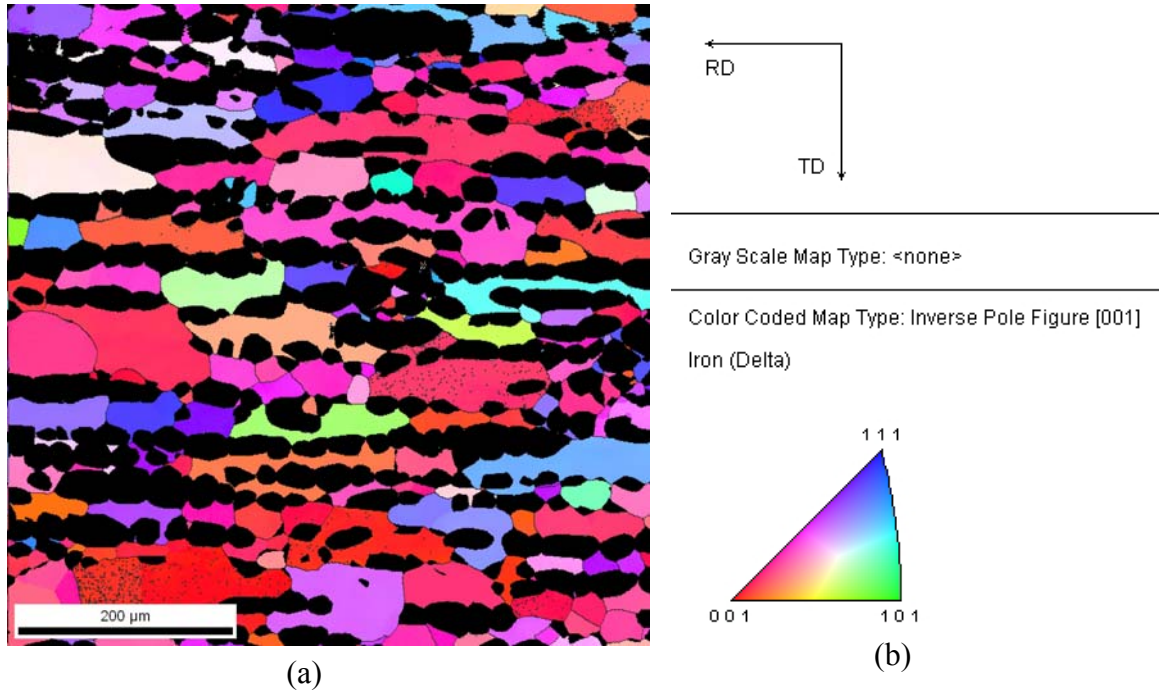 200 µm
(a)
RD
TD
Gray Scale Map Type: <none>
Color Coded Map Type: Inverse Pole Figure [001]
Iron (Delta)
1 1 1
0 0 1
1 0 1
(b)